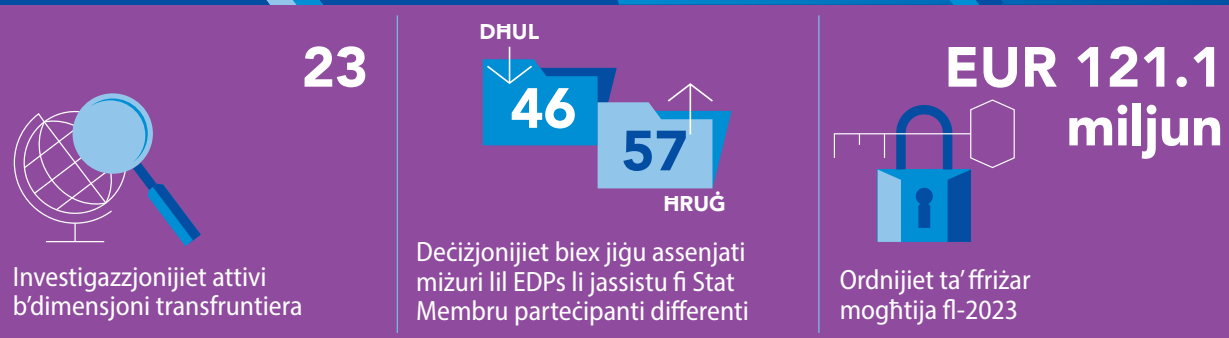 23
Investigazzjonijiet attivi
b'dimensjoni transfruntiera
DĦUL
46
57
ĦRUĠ
Deċiżjonijiet biex jiġu assenjati
miżuri lil EDPs li jassistu fi Stat
Membru parteċipanti differenti
EUR 121.1
miljun
Ordnijiet ta' ffriżar
mogħtija fl-2023